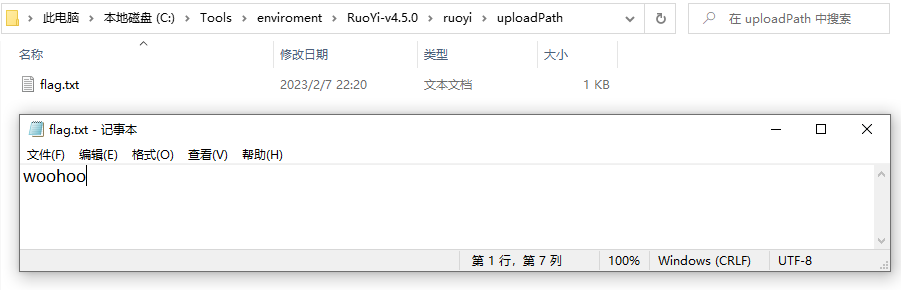 此电脑 > 本地磁盘 (C:) > Tools > enviroment > RuoYi-v4.5.0 > ruoyi > uploadPath 在 uploadPath 中搜索
名称 修改日期 类型 大小
flag.txt 2023/2/7 22:20 文本文档 1 KB
flag.txt - 记事本
文件(F) 编辑(E) 格式(O) 查看(V) 帮助(H)
woohoo
第 1 行，第 7 列 100% Windows (CRLF) UTF-8